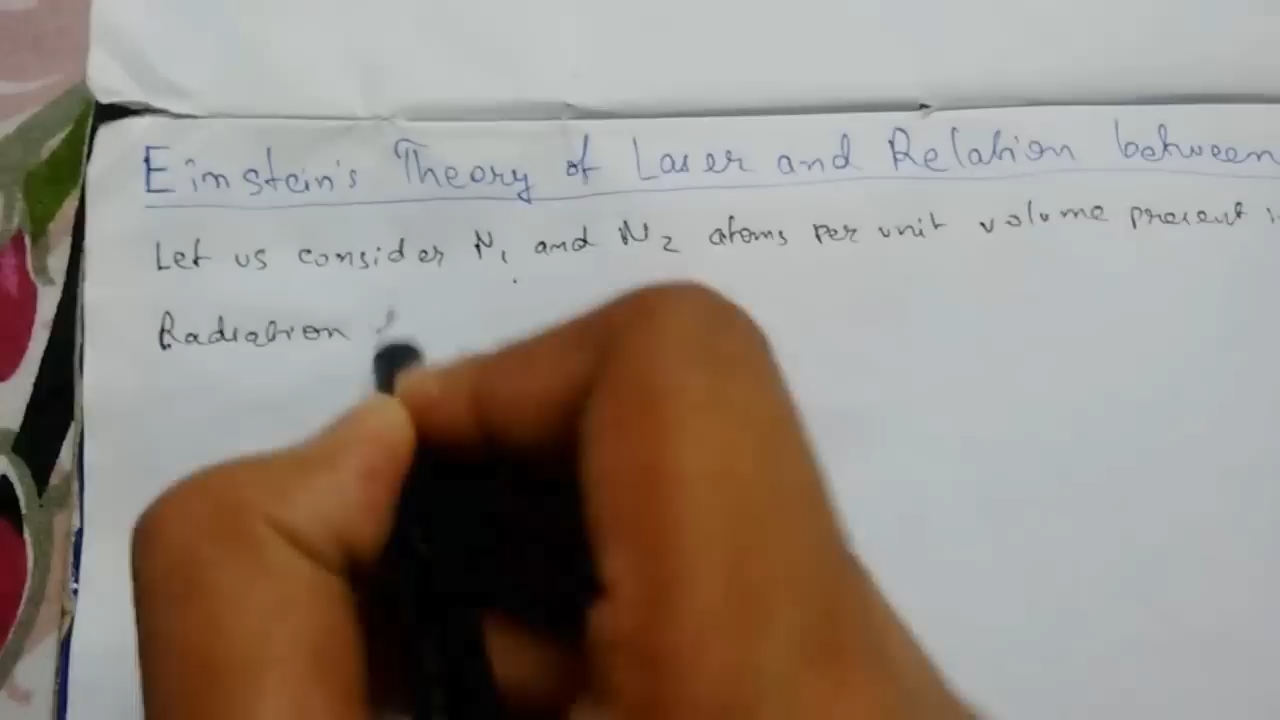 Einstein's Theory of Laser and Relation between
Let us consider N1 and N2 atoms per unit volume present
Radiation